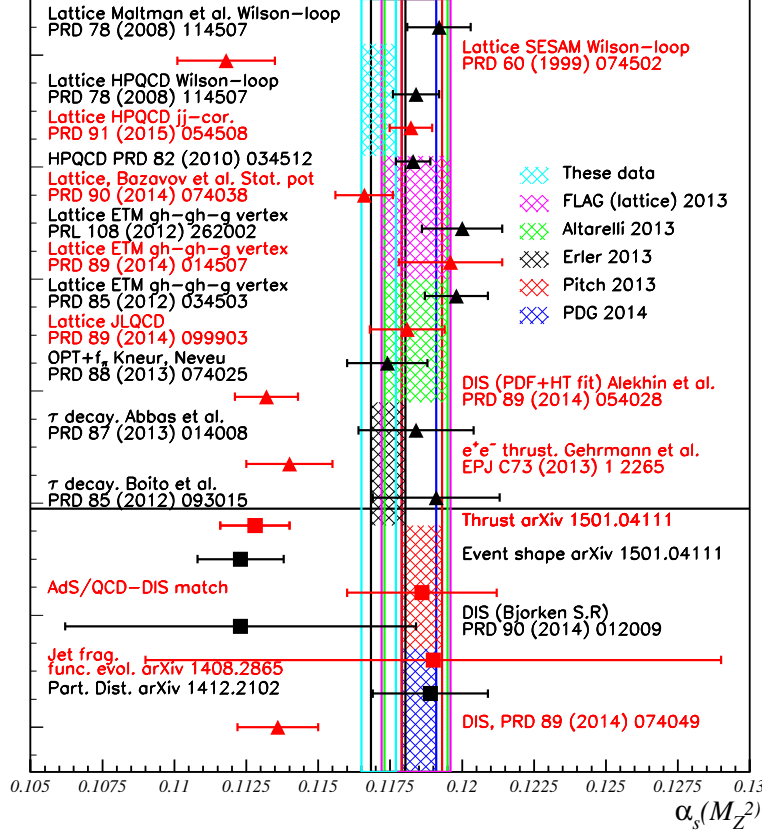 Lattice Maltman et al. Wilson-loop
PRD 78 (2008) 114507
Lattice SESAM Wilson-loop
PRD 60 (1999) 074502
Lattice HPQCD Wilson-loop
PRD 78 (2008) 114507
Lattice HPQCD jj-cor.
PRD 91 (2015) 054508
HPQCD PRD 82 (2010) 034512
Lattice, Bazavov et al. Stat. pot
PRD 90 (2014) 074038
Lattice ETM gh-gh-g vertex
PRL 108 (2012) 262002
Lattice ETM gh-gh-g vertex
PRD 89 (2014) 014507
Lattice ETM gh-gh-g vertex
PRD 85 (2012) 034503
Lattice JLQCD
PRD 89 (2014) 099903
OPT+fπ Kneur, Neveu
PRD 88 (2013) 074025
These data
FLAG (lattice) 2013
Altarelli 2013
Erler 2013
Pitch 2013
PDG 2014
DIS (PDF+HT fit) Alekhin et al.
PRD 89 (2014) 054028
τ decay. Abbas et al.
PRD 87 (2013) 014008
e⁺e⁻ thrust. Gehrmann et al.
EPJ C73 (2013) 1 2265
τ decay. Boito et al.
PRD 85 (2012) 093015
Thrust arXiv 1501.04111
Event shape arXiv 1501.04111
AdS/QCD-DIS match
DIS (Bjorken S.R)
PRD 90 (2014) 012009
Jet frag.
func. evol. arXiv 1408.2865
Part. Dist. arXiv 1412.2102
DIS, PRD 89 (2014) 074049
0.105 0.1075 0.11 0.1125 0.115 0.1175 0.12 0.1225 0.125 0.1275 0.13
αs(MZ²)